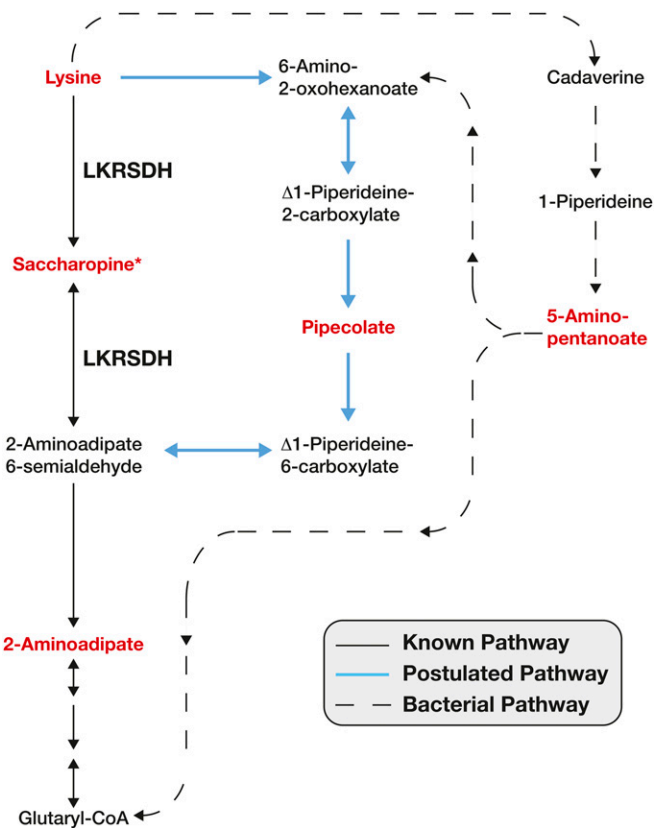 Lysine
6-Amino-
2-oxohexanoate
Cadaverine
LKRSDH
Δ1-Piperideine-
2-carboxylate
1-Piperideine
Saccharopine*
Pipecolate
5-Amino-
pentanoate
LKRSDH
2-Aminoadipate
6-semialdehyde
Δ1-Piperideine-
6-carboxylate
2-Aminoadipate
Known Pathway
Postulated Pathway
Bacterial Pathway
Glutaryl-CoA